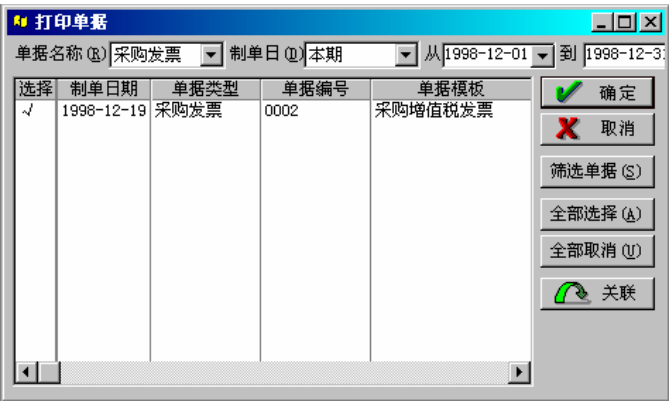 打印单据
单据名称(R) 采购发票 制单日(D) 本期 从 1998-12-01 到 1998-12-3
选择 制单日期 单据类型 单据编号 单据模板
√ 1998-12-19 采购发票 0002 采购增值税发票
确定
取消
筛选单据(S)
全部选择(A)
全部取消(U)
关联